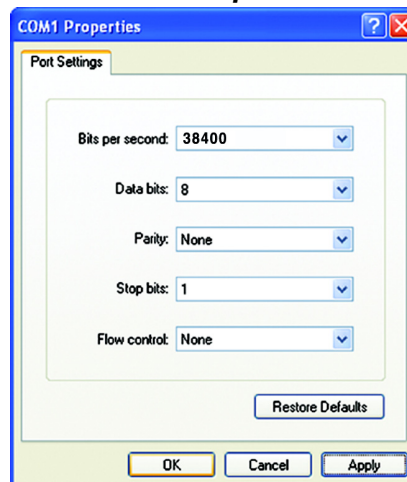 COM1 Properties
Port Settings
Bits per second: 38400
Data bits: 8
Parity: None
Stop bits: 1
Flow control: None
Restore Defaults
OK Cancel Apply